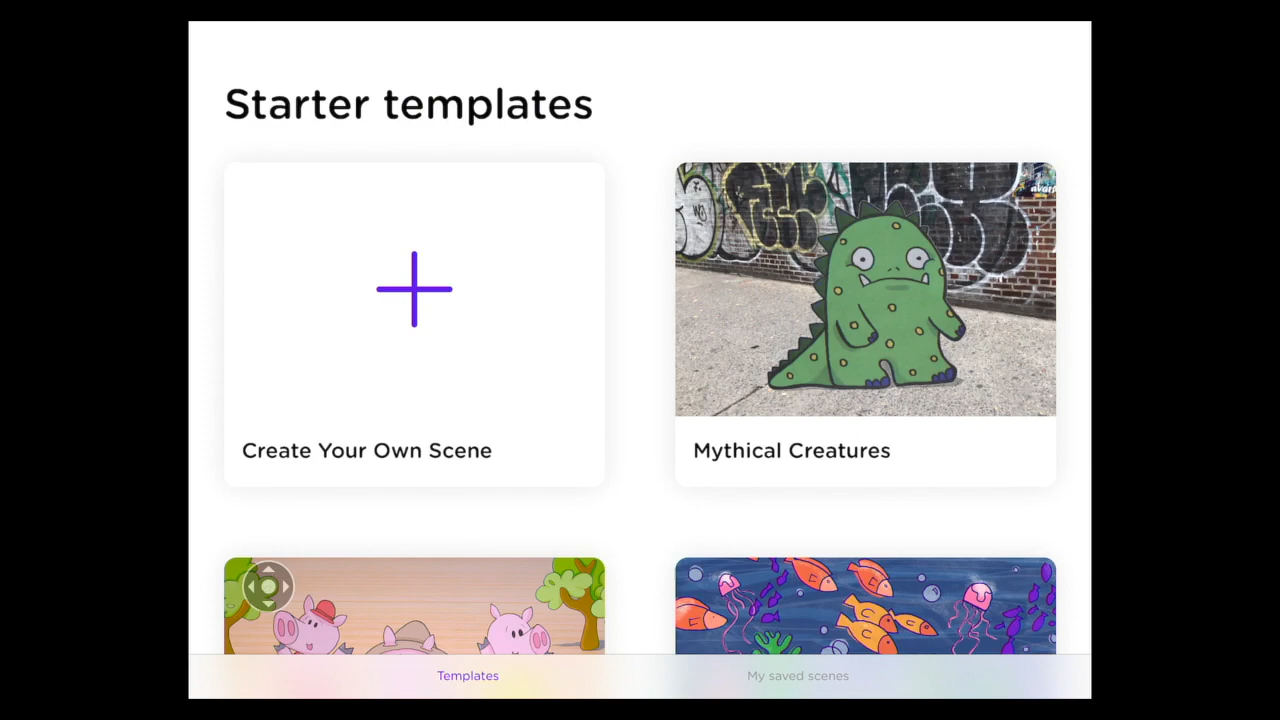 Starter templates
Create Your Own Scene
Mythical Creatures
Templates
My saved scenes